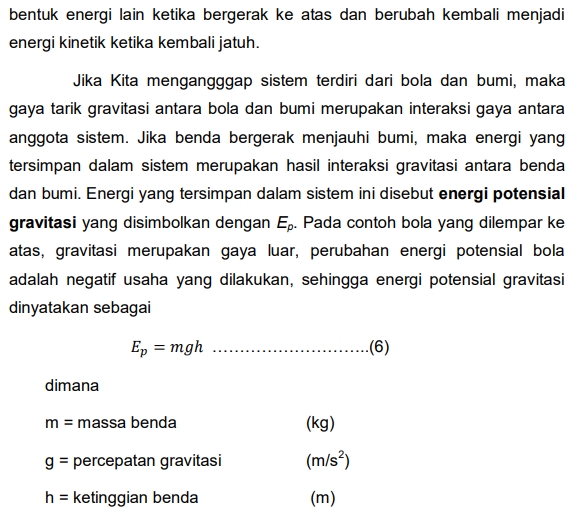 bentuk energi lain ketika bergerak ke atas dan berubah kembali menjadi
energi kinetik ketika kembali jatuh.
Jika Kita mengangggap sistem terdiri dari bola dan bumi, maka
gaya tarik gravitasi antara bola dan bumi merupakan interaksi gaya antara
anggota sistem. Jika benda bergerak menjauhi bumi, maka energi yang
tersimpan dalam sistem merupakan hasil interaksi gravitasi antara benda
dan bumi. Energi yang tersimpan dalam sistem ini disebut energi potensial
gravitasi yang disimbolkan dengan Eₚ. Pada contoh bola yang dilempar ke
atas, gravitasi merupakan gaya luar, perubahan energi potensial bola
adalah negatif usaha yang dilakukan, sehingga energi potensial gravitasi
dinyatakan sebagai
Eₚ = mgh ………………………..(6)
dimana
m = massa benda (kg)
g = percepatan gravitasi (m/s²)
h = ketinggian benda (m)